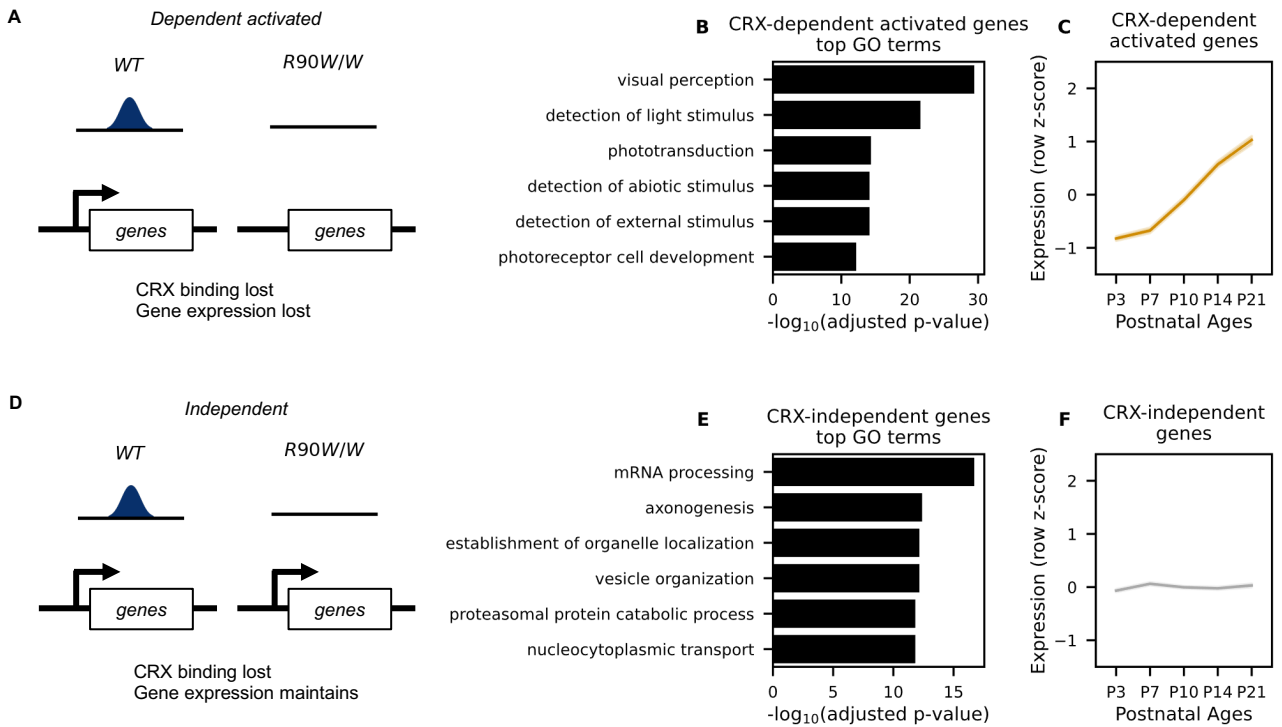 A
Dependent activated
WT
R90W/W
genes
genes
CRX binding lost
Gene expression lost
B
CRX-dependent activated genes
top GO terms
visual perception
detection of light stimulus
phototransduction
detection of abiotic stimulus
detection of external stimulus
photoreceptor cell development
0 10 20 30
-log10(adjusted p-value)
C
CRX-dependent
activated genes
Expression (row z-score)
2
1
0
−1
P3 P7 P10 P14 P21
Postnatal Ages
D
Independent
WT
R90W/W
genes
genes
CRX binding lost
Gene expression maintains
E
CRX-independent genes
top GO terms
mRNA processing
axonogenesis
establishment of organelle localization
vesicle organization
proteasomal protein catabolic process
nucleocytoplasmic transport
0 5 10 15
-log10(adjusted p-value)
F
CRX-independent
genes
Expression (row z-score)
2
1
0
−1
P3 P7 P10 P14 P21
Postnatal Ages